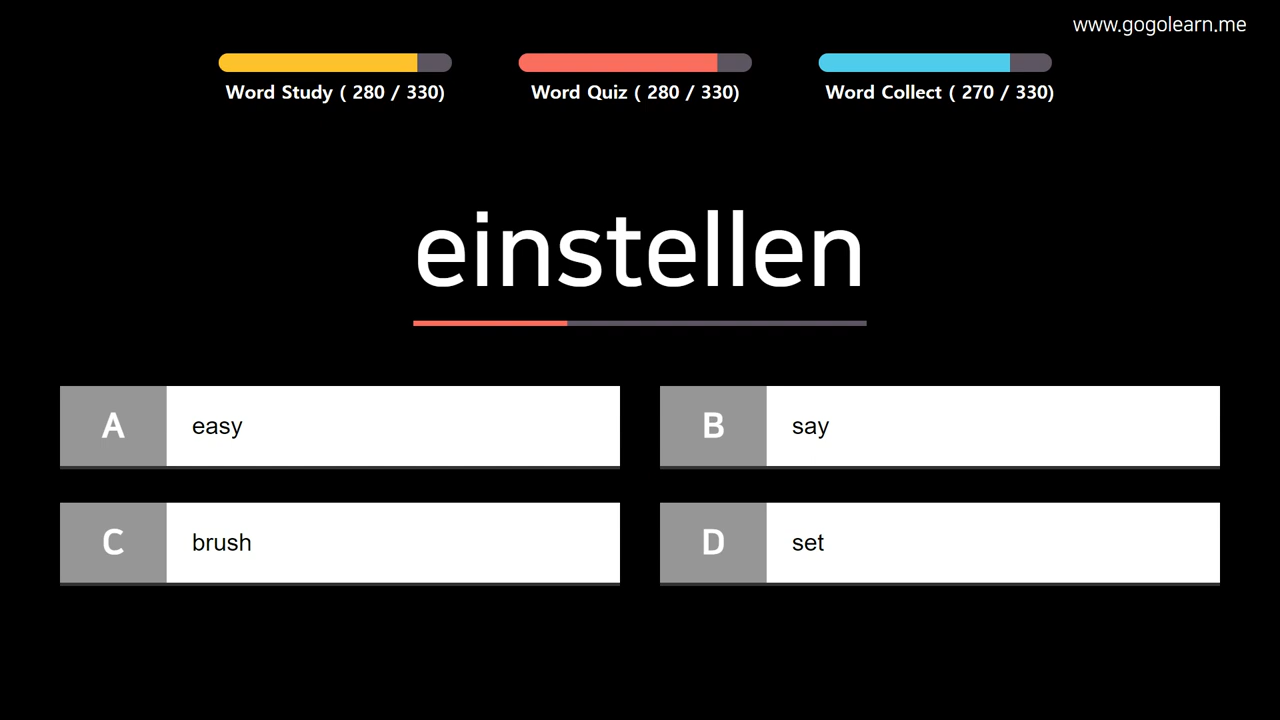 www.gogolearn.me
Word Study ( 280 / 330)
Word Quiz ( 280 / 330)
Word Collect ( 270 / 330)
einstellen
A easy
B say
C brush
D set